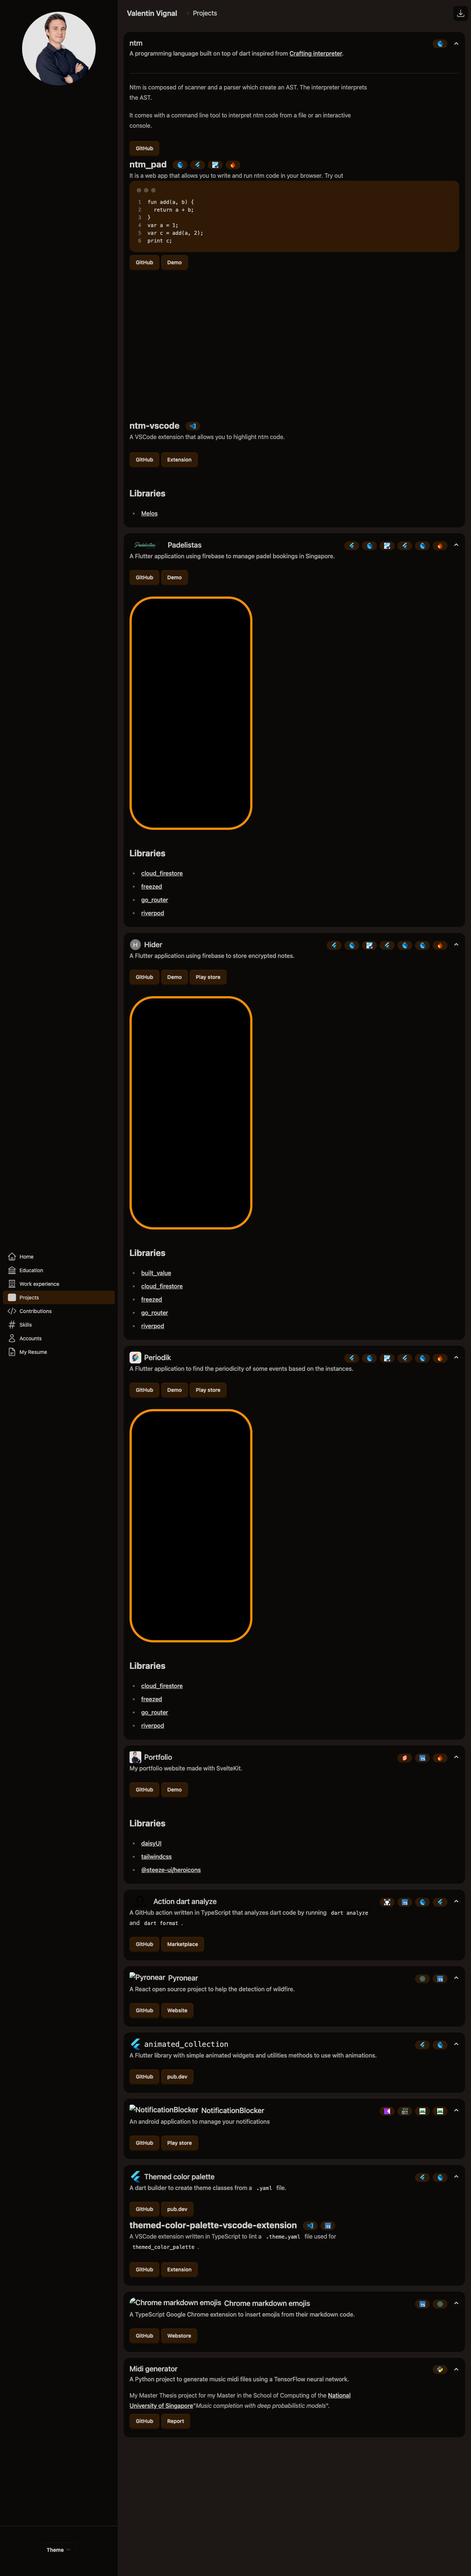 Valentin Vignal
Projects
ntm
A programming language built on top of dart inspired from Crafting interpreter.
Ntm is composed of scanner and a parser which create an AST. The interpreter interprets
the AST.
It comes with a command line tool to interpret ntm code from a file or an interactive
console.
GitHub
ntm_pad
It is a web app that allows you to write and run ntm code in your browser. Try out
1 fun add(a, b) {
2   return a + b;
3 }
4 var a = 1;
5 var c = add(a, 2);
6 print c;
GitHub Demo
ntm-vscode
A VSCode extension that allows you to highlight ntm code.
GitHub Extension
Libraries
Melos
Padelistas
A Flutter application using firebase to manage padel bookings in Singapore.
GitHub Demo
Libraries
cloud_firestore
freezed
go_router
riverpod
H Hider
A Flutter application using firebase to store encrypted notes.
GitHub Demo Play store
Libraries
built_value
cloud_firestore
freezed
go_router
riverpod
Home
Education
Work experience
Projects
Contributions
Skills
Accounts
My Resume
Periodik
A Flutter application to find the periodicity of some events based on the instances.
GitHub Demo Play store
Libraries
cloud_firestore
freezed
go_router
riverpod
Portfolio
My portfolio website made with SvelteKit.
GitHub Demo
Libraries
daisyUI
tailwindcss
@steeze-ui/heroicons
Action dart analyze
A GitHub action written in TypeScript that analyzes dart code by running dart analyze
and dart format .
GitHub Marketplace
Pyronear Pyronear
A React open source project to help the detection of wildfire.
GitHub Website
animated_collection
A Flutter library with simple animated widgets and utilities methods to use with animations.
GitHub pub.dev
NotificationBlocker NotificationBlocker
An android application to manage your notifications
GitHub Play store
Themed color palette
A dart builder to create theme classes from a .yaml file.
GitHub pub.dev
themed-color-palette-vscode-extension
A VSCode extension written in TypeScript to lint a .theme.yaml file used for
themed_color_palette .
GitHub Extension
Chrome markdown emojis Chrome markdown emojis
A TypeScript Google Chrome extension to insert emojis from their markdown code.
GitHub Webstore
Midi generator
A Python project to generate music midi files using a TensorFlow neural network.
My Master Thesis project for my Master in the School of Computing of the National
University of Singapore"Music completion with deep probabilistic models".
GitHub Report
Theme